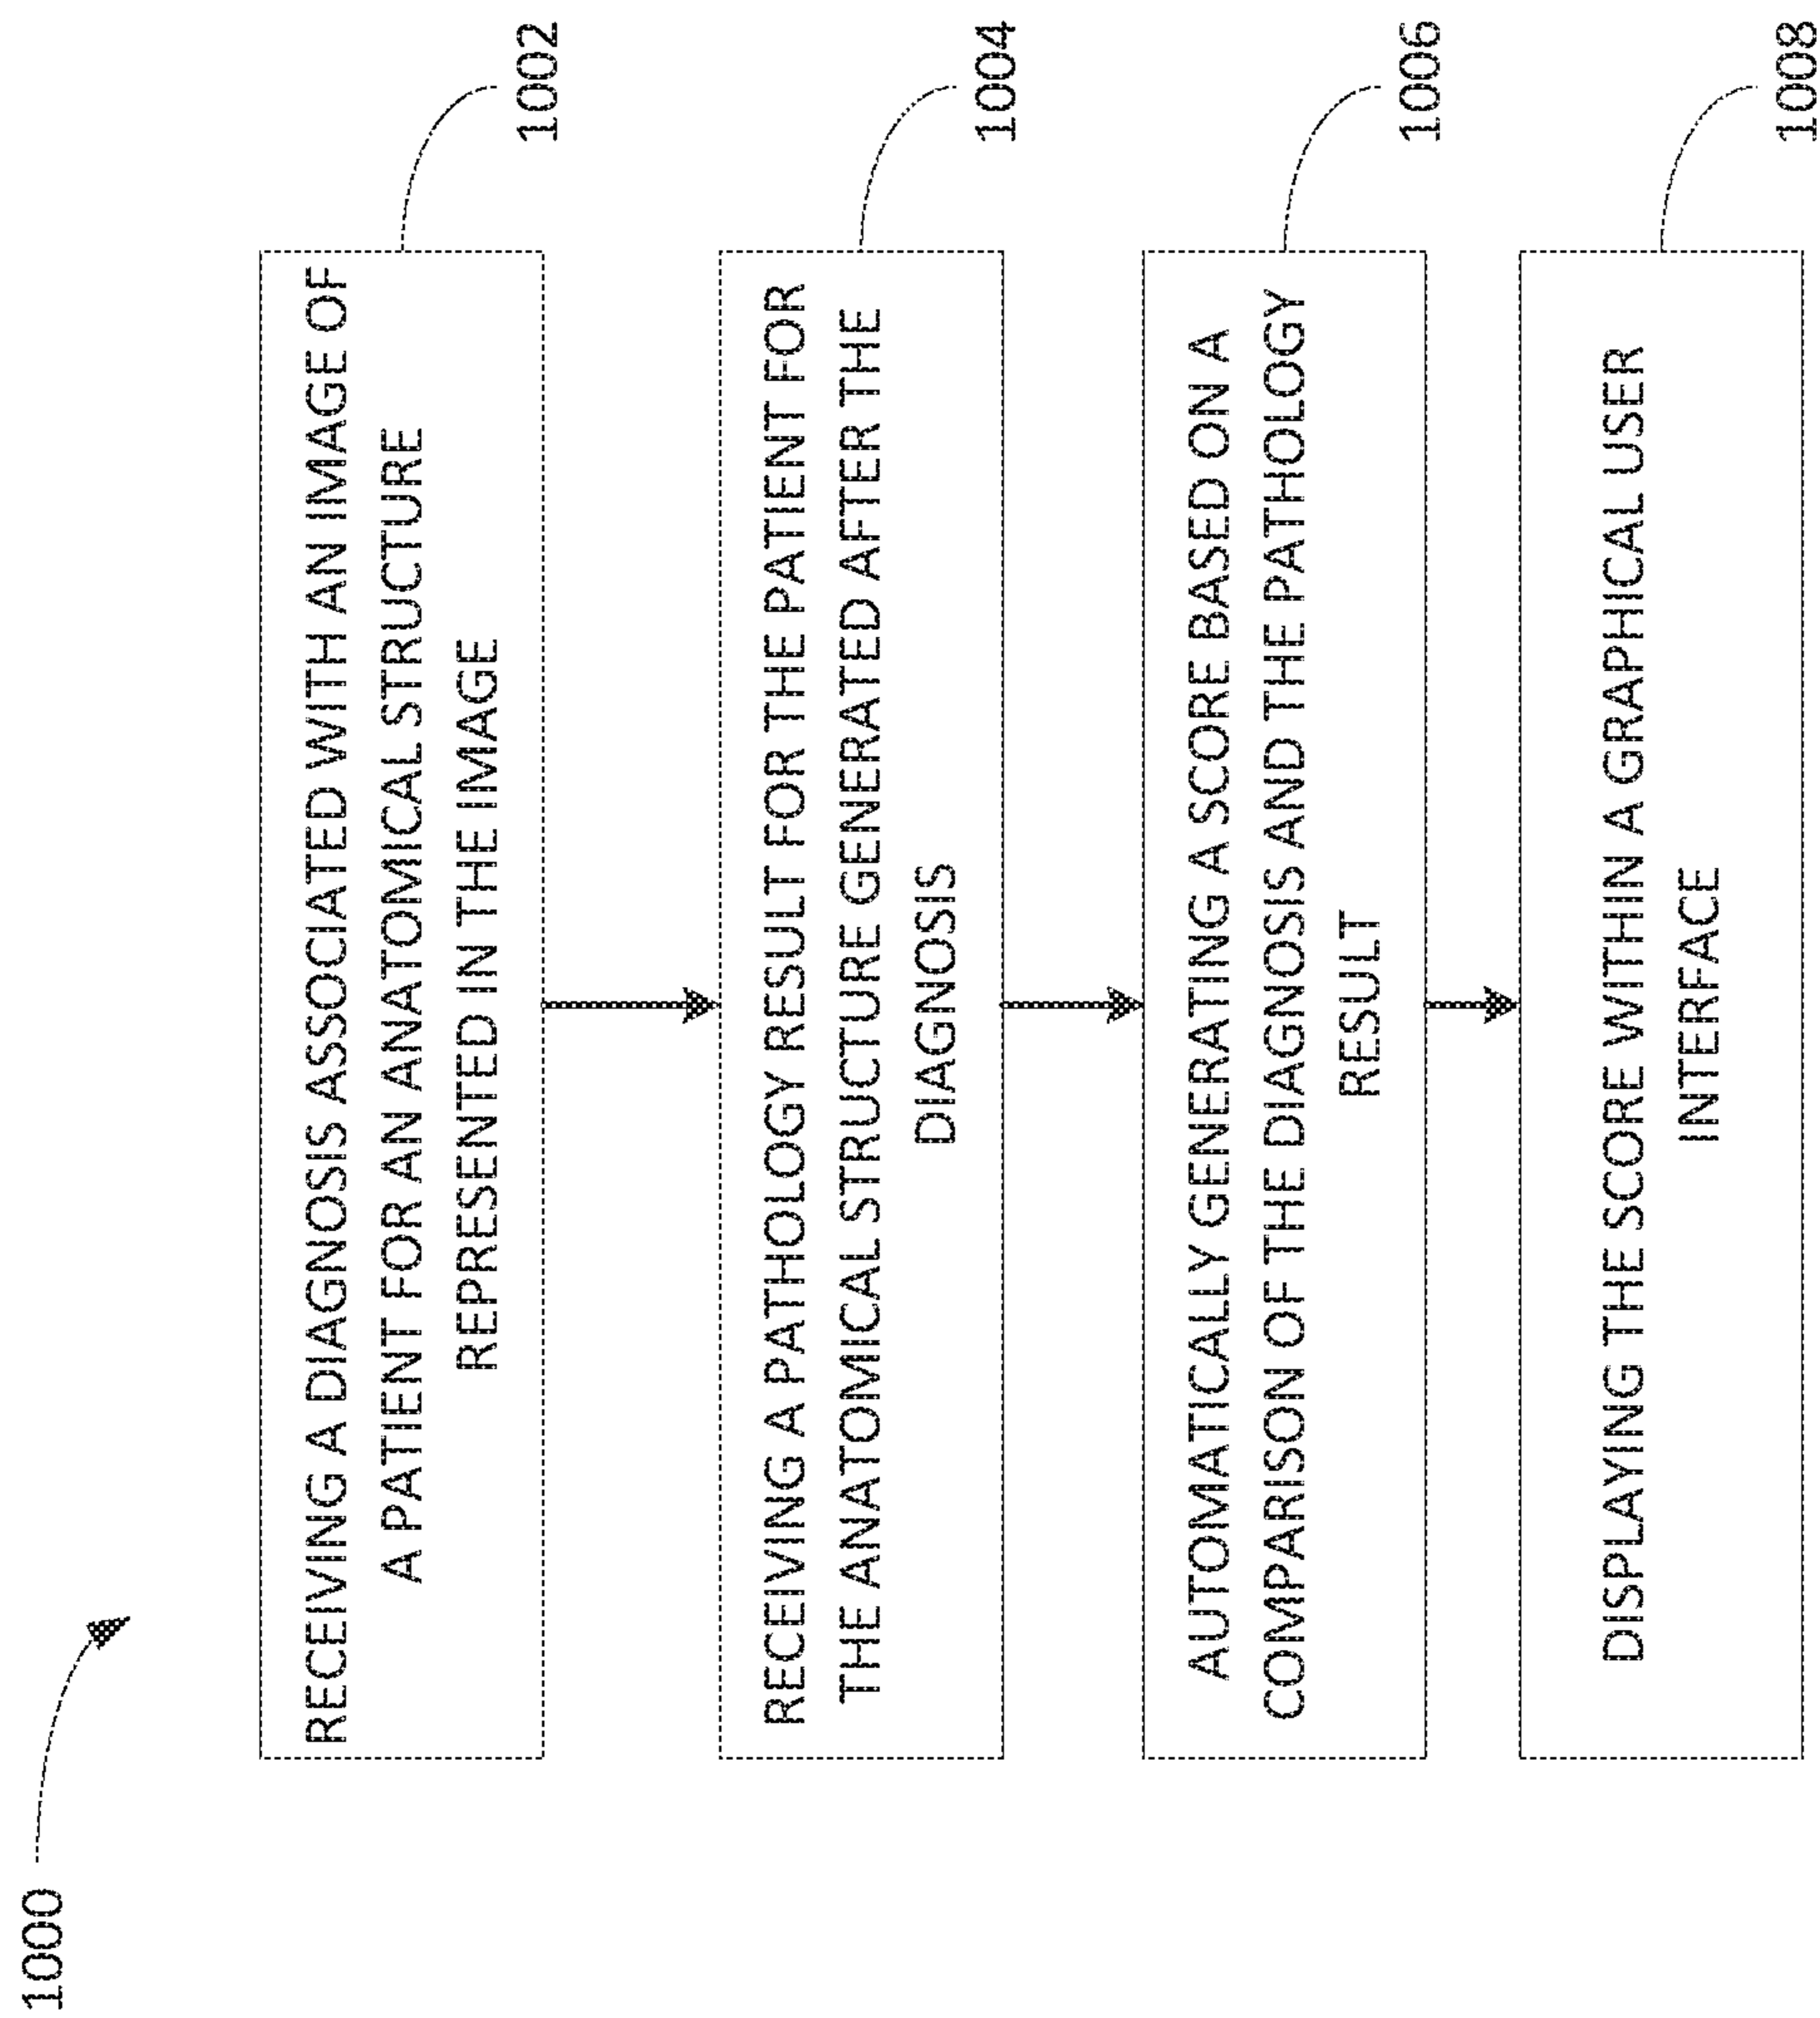 1000
RECEIVING A DIAGNOSIS ASSOCIATED WITH AN IMAGE OF
A PATIENT FOR AN ANATOMICAL STRUCTURE
REPRESENTED IN THE IMAGE
1002
RECEIVING A PATHOLOGY RESULT FOR THE PATIENT FOR
THE ANATOMICAL STRUCTURE GENERATED AFTER THE
DIAGNOSIS
1004
AUTOMATICALLY GENERATING A SCORE BASED ON A
COMPARISON OF THE DIAGNOSIS AND THE PATHOLOGY
RESULT
1006
DISPLAYING THE SCORE WITHIN A GRAPHICAL USER
INTERFACE
1008